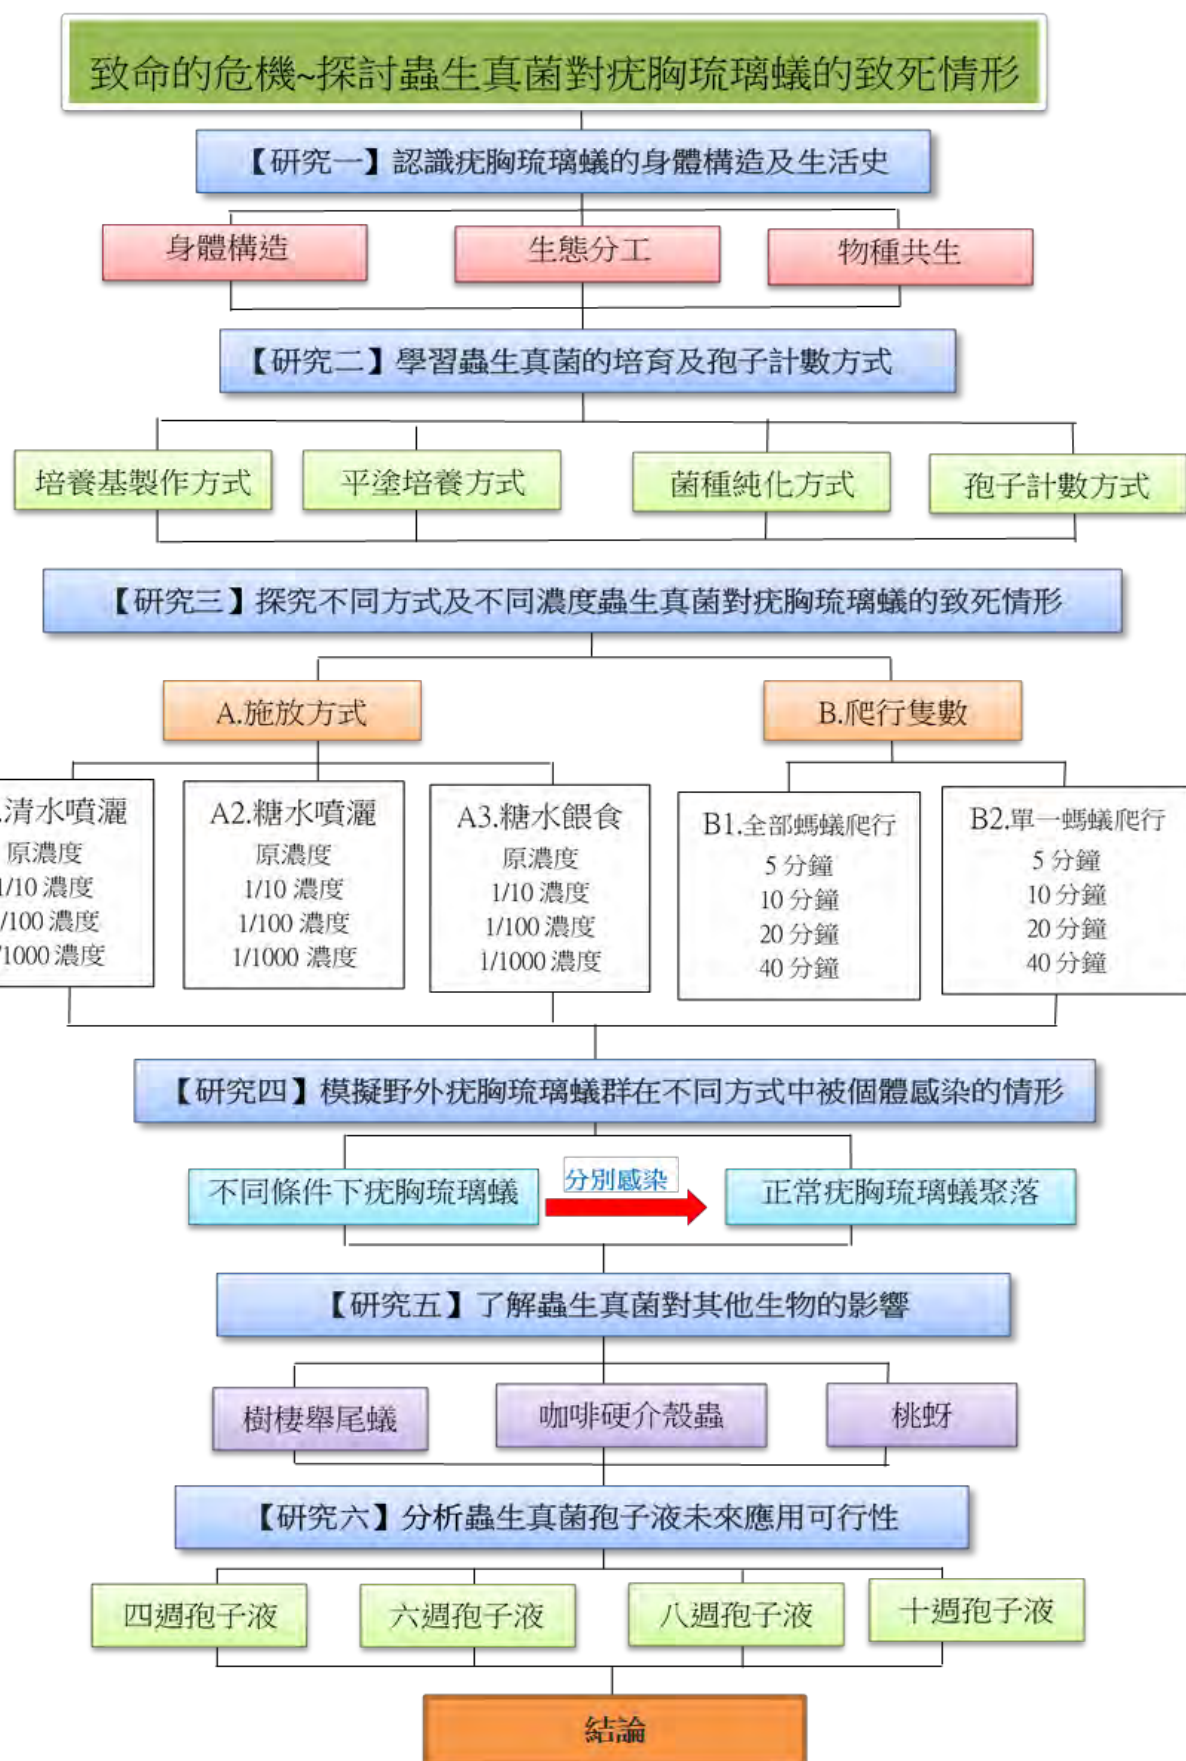 致命的危機~探討蟲生真菌對疣胸琉璃蟻的致死情形
【研究一】認識疣胸琉璃蟻的身體構造及生活史
身體構造
生態分工
物種共生
【研究二】學習蟲生真菌的培育及孢子計數方式
培養基製作方式
平塗培養方式
菌種純化方式
孢子計數方式
【研究三】探究不同方式及不同濃度蟲生真菌對疣胸琉璃蟻的致死情形
A.施放方式
B.爬行隻數
.清水噴灑
原濃度
1/10 濃度
/100 濃度
/1000 濃度
A2.糖水噴灑
原濃度
1/10 濃度
1/100 濃度
1/1000 濃度
A3.糖水餵食
原濃度
1/10 濃度
1/100 濃度
1/1000 濃度
B1.全部螞蟻爬行
5 分鐘
10 分鐘
20 分鐘
40 分鐘
B2.單一螞蟻爬行
5 分鐘
10 分鐘
20 分鐘
40 分鐘
【研究四】模擬野外疣胸琉璃蟻群在不同方式中被個體感染的情形
不同條件下疣胸琉璃蟻
分別感染
正常疣胸琉璃蟻聚落
【研究五】了解蟲生真菌對其他生物的影響
樹棲舉尾蟻
咖啡硬介殼蟲
桃蚜
【研究六】分析蟲生真菌孢子液未來應用可行性
四週孢子液
六週孢子液
八週孢子液
十週孢子液
結論